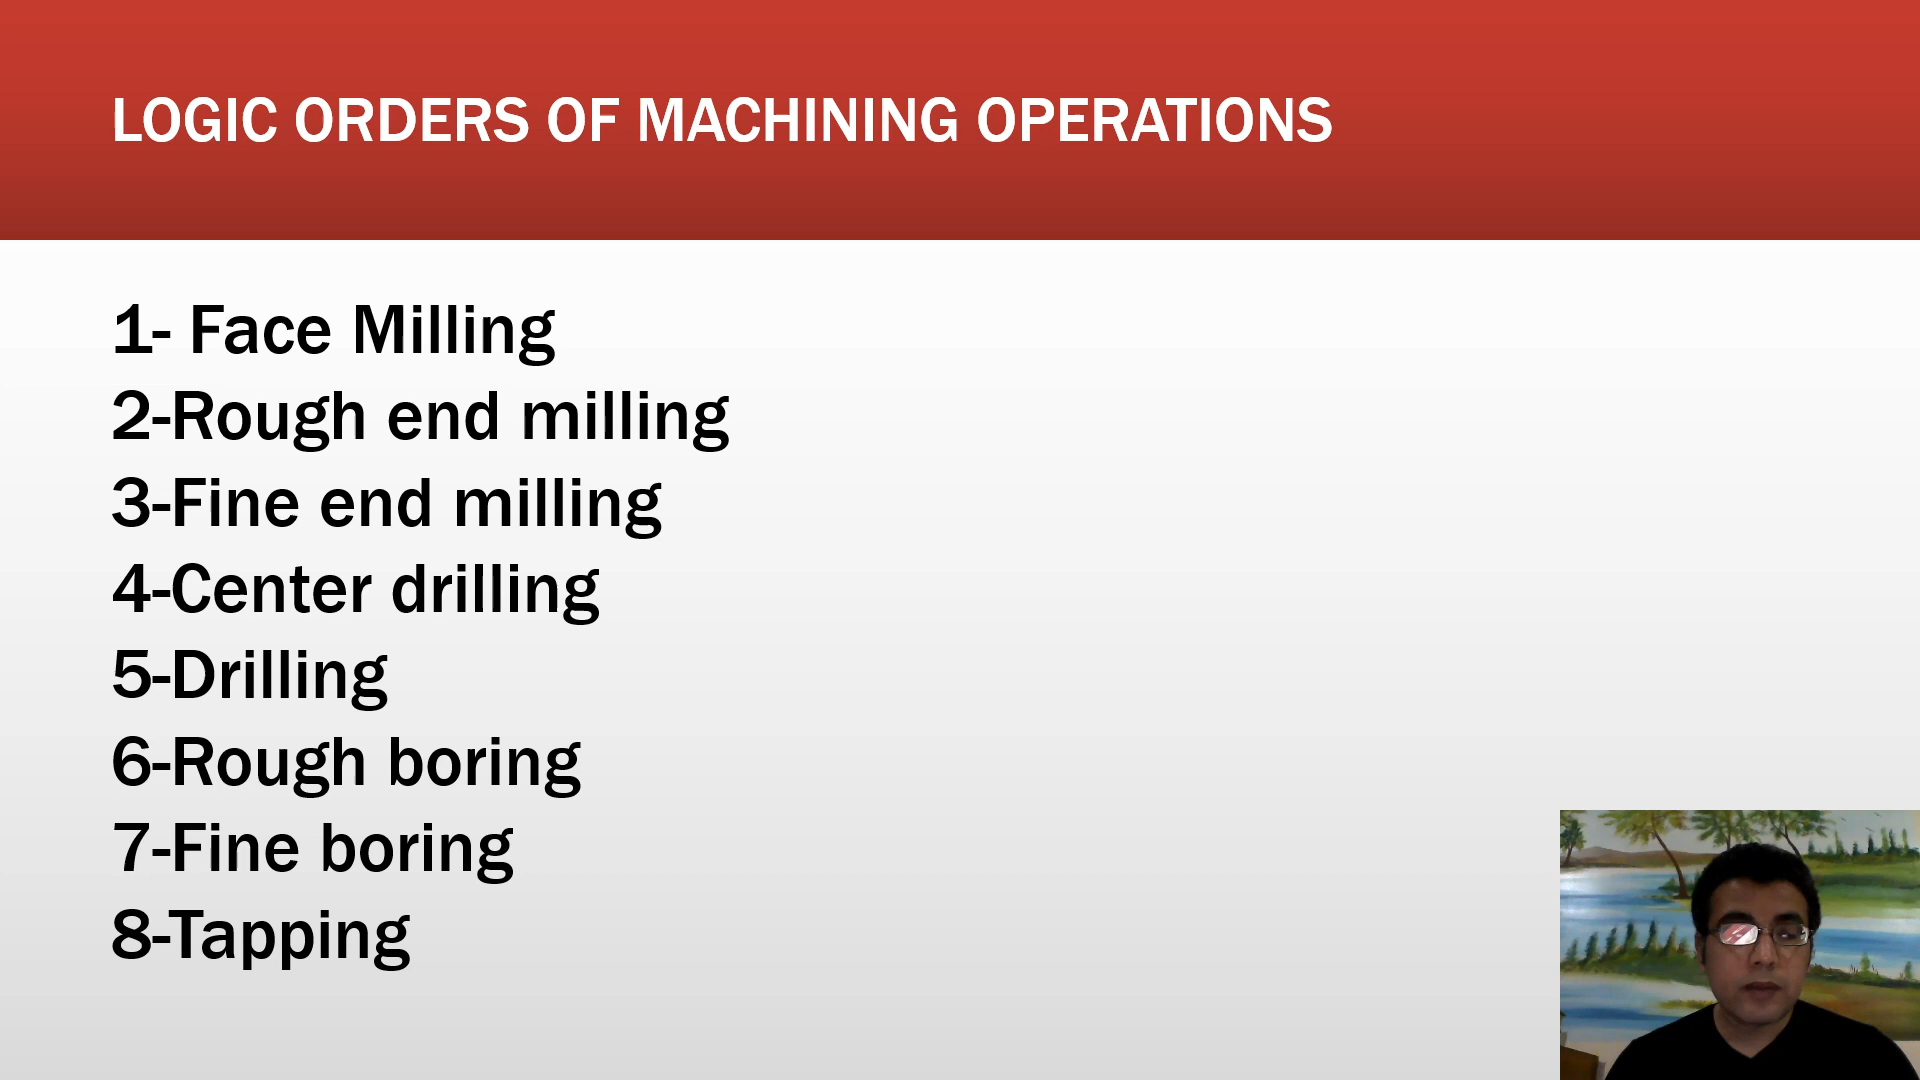 LOGIC ORDERS OF MACHINING OPERATIONS
1- Face Milling
2-Rough end milling
3-Fine end milling
4-Center drilling
5-Drilling
6-Rough boring
7-Fine boring
8-Tapping